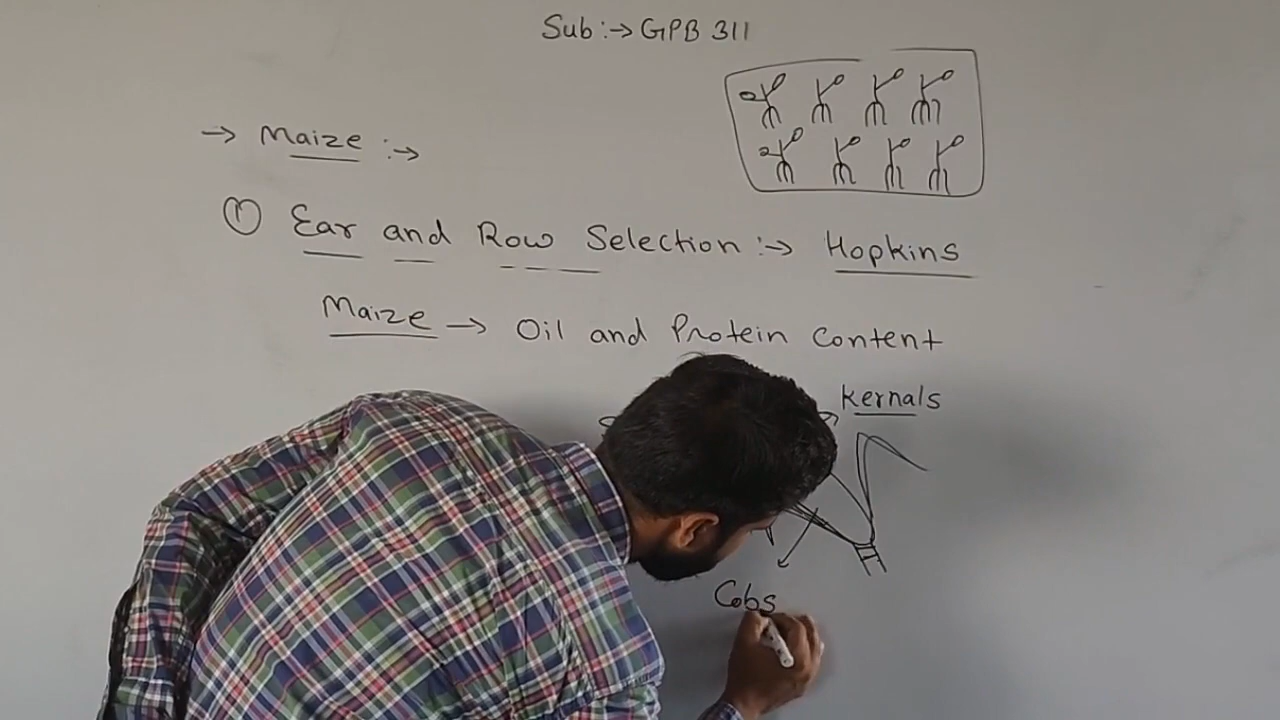 Sub :→ GPB 311
→ Maize :→
① Ear and Row Selection :→ Hopkins
Maize → Oil and Protein Content
Kernals
Cobs